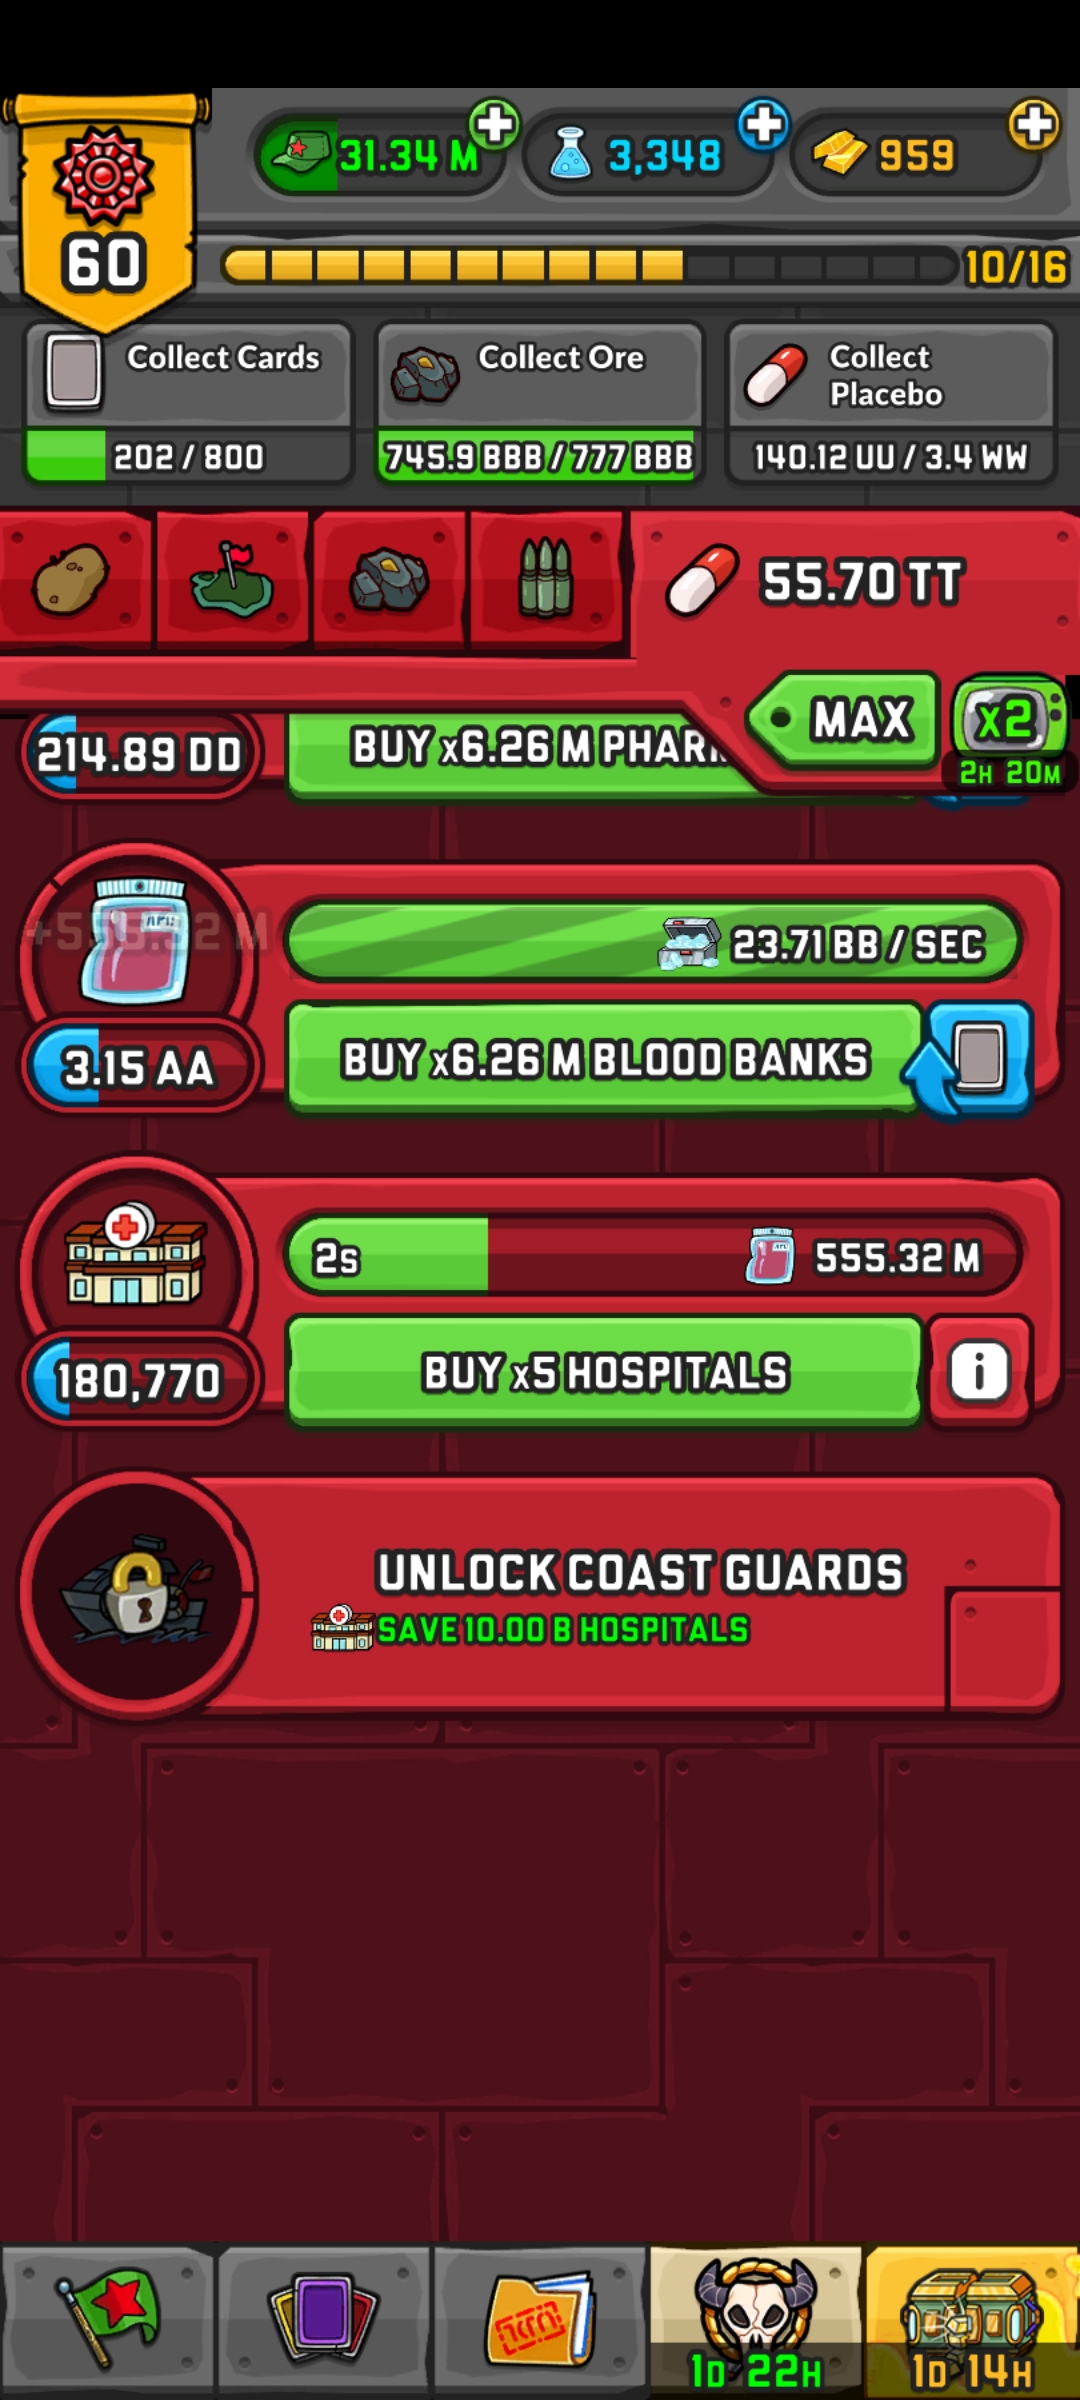 60
31.34 M
3,348
959
10/16
Collect Cards
202 / 800
Collect Ore
745.9 BBB / 777 BBB
Collect
Placebo
140.12 UU / 3.4 WW
55.70 TT
MAX
x2
2H 20M
214.89 DD
BUY x6.26 M PHAR
+555.32 M
23.71 BB / SEC
3.15 AA
BUY x6.26 M BLOOD BANKS
2s
555.32 M
180,770
BUY x5 HOSPITALS
i
UNLOCK COAST GUARDS
SAVE 10.00 B HOSPITALS
1D 22H
1D 14H